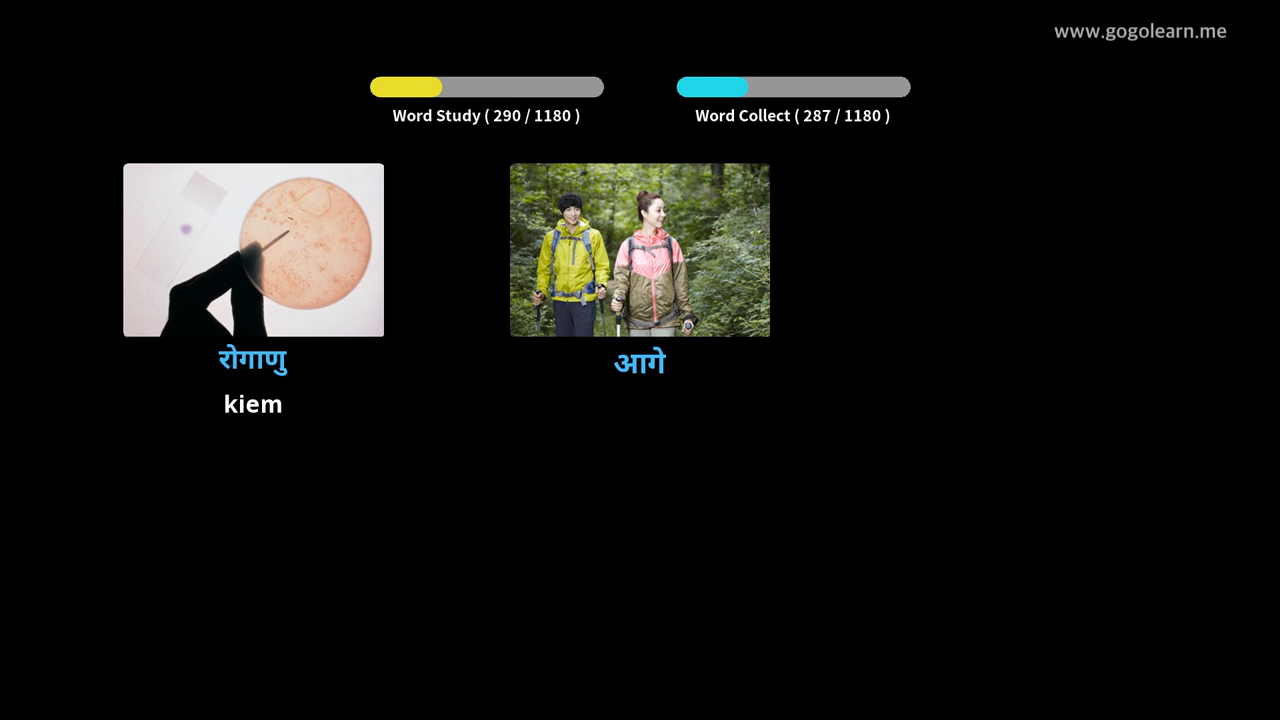 www.gogolearn.me
Word Study ( 290 / 1180 )
Word Collect ( 287 / 1180 )
रोगाणु
आगे
kiem